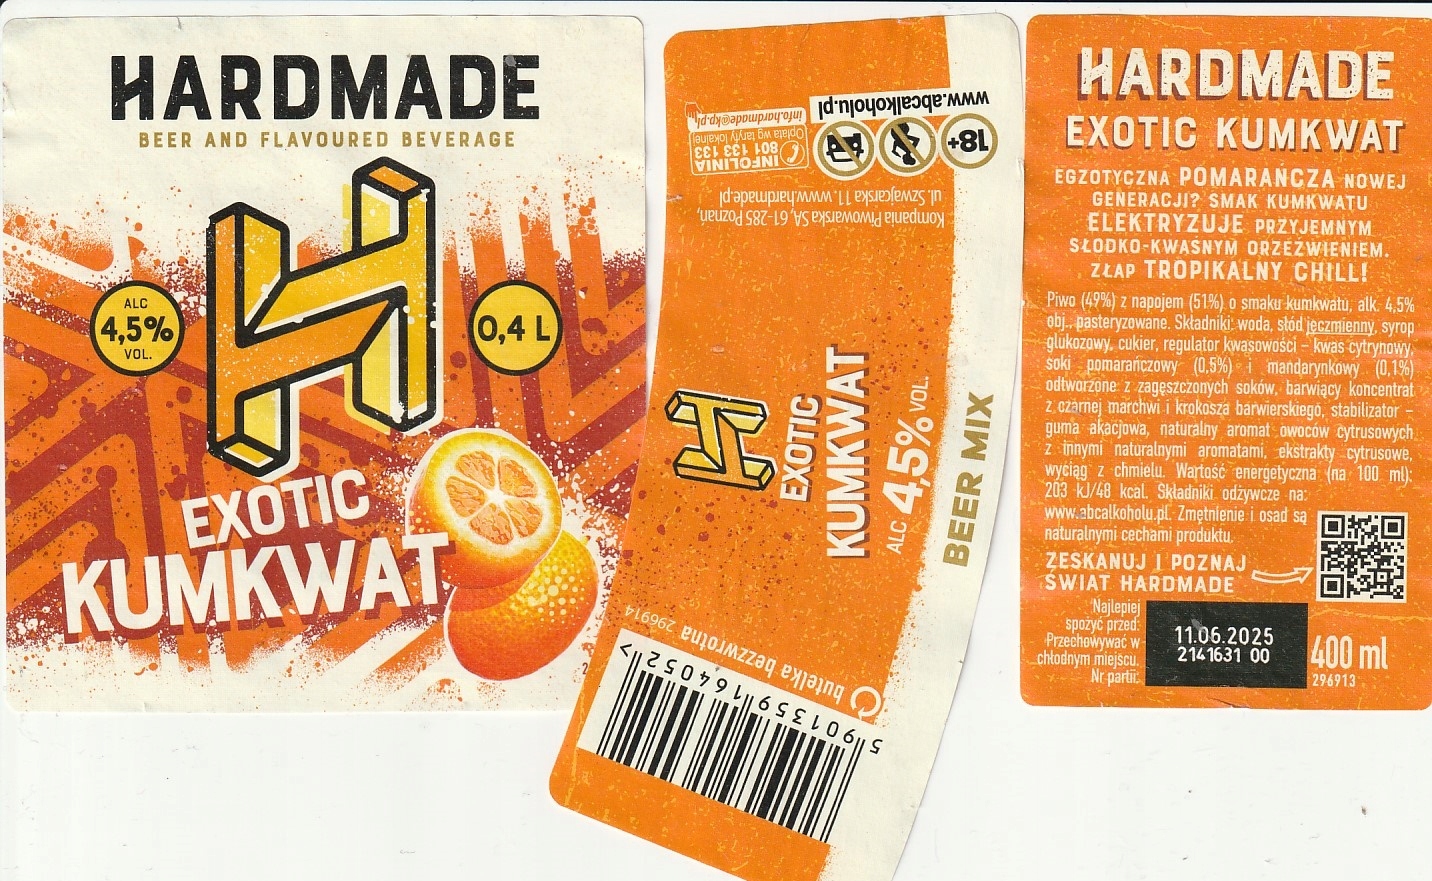 HARDMADE
BEER AND FLAVOURED BEVERAGE
ALC
4,5%
VOL.
0,4 L
EXOTIC
KUMKWAT
www.abcalkoholu.pl
18+
INFOLINIA
801 133 133
Opłata wg taryfy lokalnej
info.hardmade@kp.pl
Kompania Piwowarska SA, 61-285 Poznań,
ul. Szwajcarska 11. www.hardmade.pl
EXOTIC
KUMKWAT
ALC 4,5% VOL.
BEER MIX
butelka bezzwrotna 296914
5 901359 164052 >
HARDMADE
EXOTIC KUMKWAT
EGZOTYCZNA POMARAŃCZA NOWEJ
GENERACJI? SMAK KUMKWATU
ELEKTRYZUJE PRZYJEMNYM
SŁODKO-KWAŚNYM ORZEŹWIENIEM.
ZŁAP TROPIKALNY CHILL!
Piwo (49%) z napojem (51%) o smaku kumkwatu, alk. 4,5%
obj., pasteryzowane. Składniki: woda, słód jęczmienny, syrop
glukozowy, cukier, regulator kwasowości – kwas cytrynowy,
soki pomarańczowy (0,5%) i mandarynkowy (0,1%)
odtworzone z zagęszczonych soków, barwiący koncentrat
z czarnej marchwi i krokosza barwierskiego, stabilizator –
guma akacjowa, naturalny aromat owoców cytrusowych
z innymi naturalnymi aromatami, ekstrakty cytrusowe,
wyciąg z chmielu. Wartość energetyczna (na 100 ml):
203 kJ/48 kcal. Składniki odżywcze na:
www.abcalkoholu.pl. Zmętnienie i osad są
naturalnymi cechami produktu.
ZESKANUJ I POZNAJ
ŚWIAT HARDMADE
Najlepiej
spożyć przed:
Przechowywać w
chłodnym miejscu.
Nr partii:
11.06.2025
2141631 00
400 ml
296913